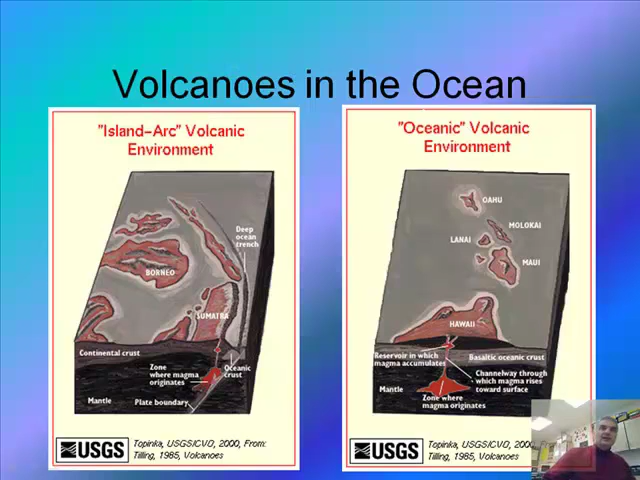 Volcanoes in the Ocean
"Island-Arc" Volcanic
Environment
Deep
ocean
trench
BORNEO
SUMATRA
Continental crust
Zone
where magma
originates
Oceanic
crust
Mantle
Plate boundary
USGS
Topinka, USGS/CVO, 2000, From:
Tilling, 1985, Volcanoes
"Oceanic" Volcanic
Environment
OAHU
MOLOKAI
LANAI
MAUI
HAWAII
Reservoir in which
magma accumulates
Basaltic oceanic crust
Channelway through
which magma rises
toward surface
Mantle
Zone where
magma originates
USGS
Topinka, USGS/CVO, 2000,
Tilling, 1985, Volcanoes